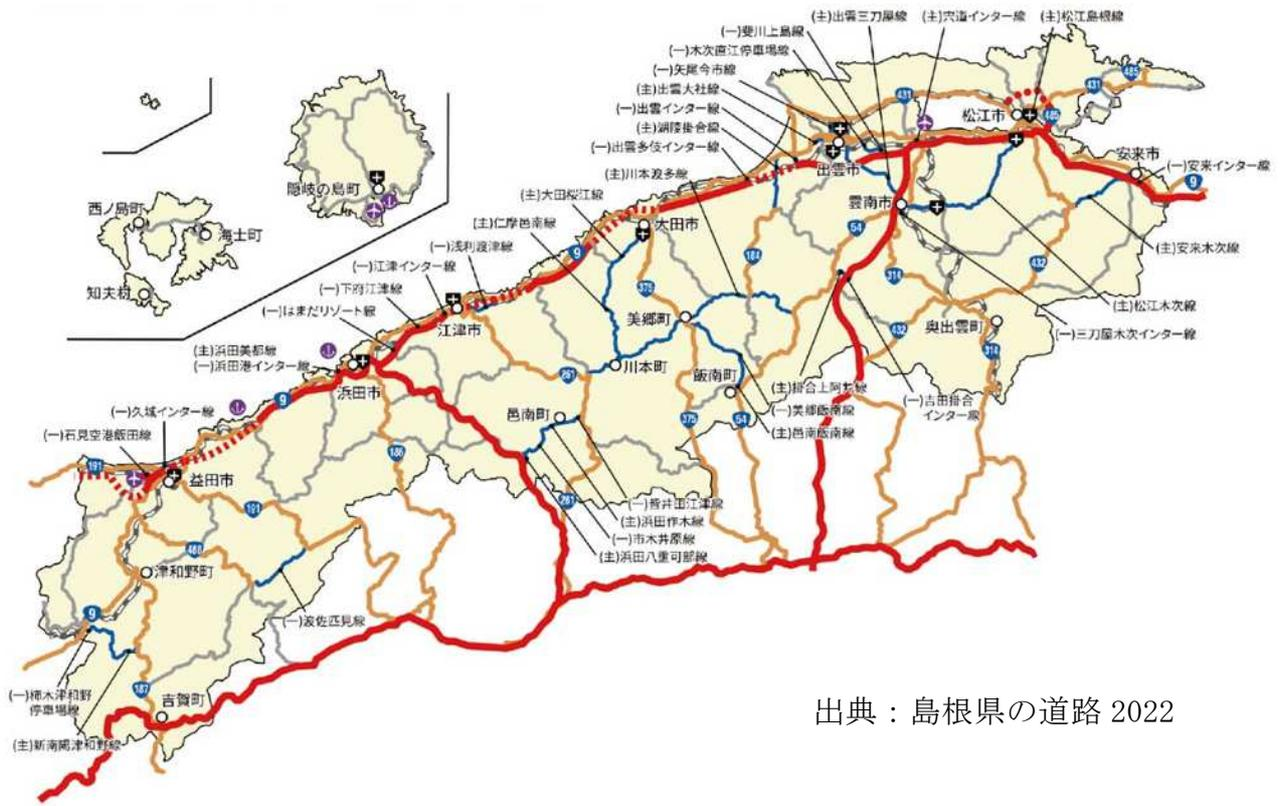 (主)出雲三刀屋線
(主)宍道インター線
(主)松江島根線
(一)斐川上島線
(一)木次直江停車場線
(一)矢尾今市線
(主)出雲大社線
(一)出雲インター線
(主)湖陵掛合線
(一)出雲多伎インター線
(主)川本波多線
(主)大田桜江線
(主)仁摩邑南線
(一)浅利渡津線
(一)江津インター線
(一)下府江津線
(一)はまだリゾート線
(主)浜田美都線
(一)浜田港インター線
(一)久城インター線
(一)石見空港飯田線
隠岐の島町
西ノ島町
海士町
知夫村
松江市
安来市
出雲市
雲南市
大田市
江津市
浜田市
益田市
美郷町
川本町
飯南町
邑南町
奥出雲町
津和野町
吉賀町
(一)安来インター線
(主)安来木次線
(主)松江木次線
(一)三刀屋木次インター線
(主)掛合上阿井線
(一)吉田掛合
インター線
(一)美郷飯南線
(主)邑南飯南線
(一)皆井田江津線
(主)浜田作木線
(一)市木井原線
(主)浜田八重可部線
(一)波佐匹見線
(一)柿木津和野
停車場線
(主)新南陽津和野線
431
431
485
485
9
54
184
314
432
432
314
375
9
261
375
54
9
186
261
191
191
488
9
187
出典：島根県の道路 2022